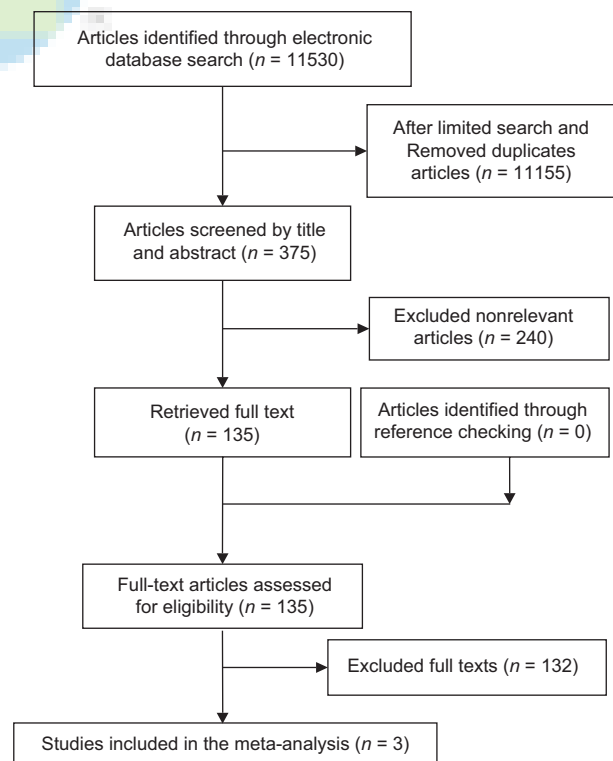 Articles identified through electronic
database search (n = 11530)
After limited search and
Removed duplicates
articles (n = 11155)
Articles screened by title
and abstract (n = 375)
Excluded nonrelevant
articles (n = 240)
Retrieved full text
(n = 135)
Articles identified through
reference checking (n = 0)
Full-text articles assessed
for eligibility (n = 135)
Excluded full texts (n = 132)
Studies included in the meta-analysis (n = 3)